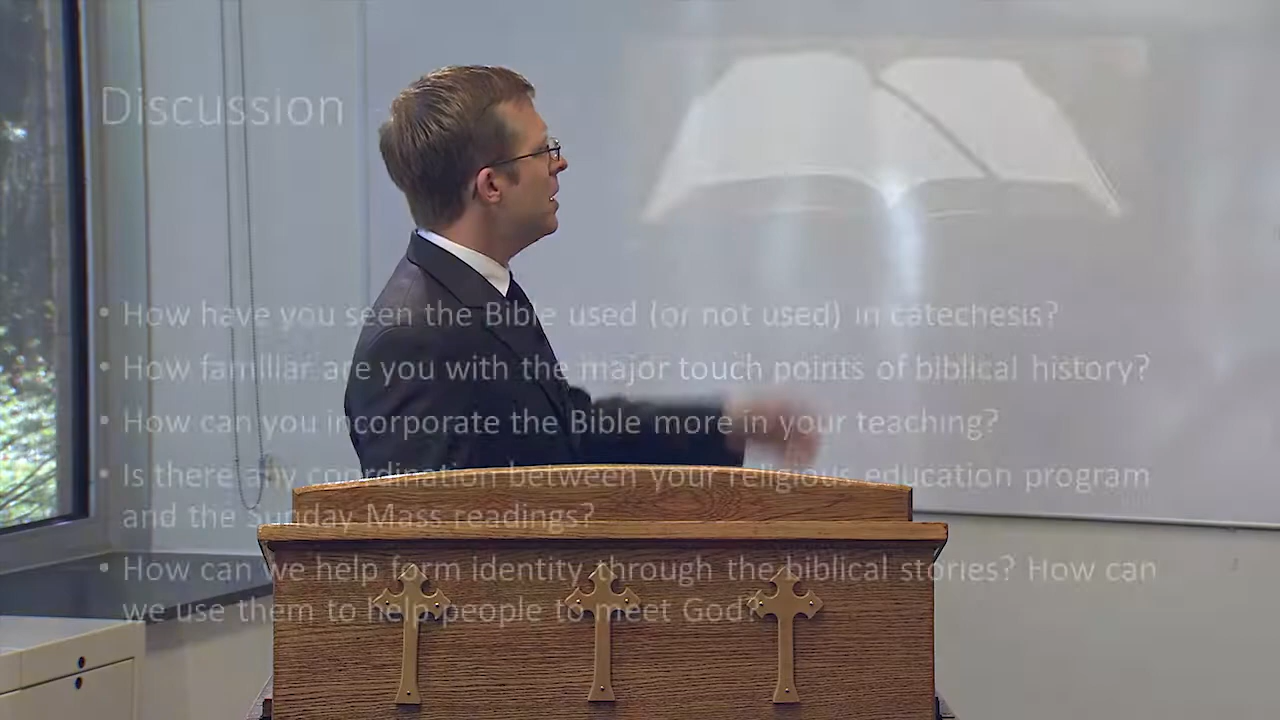 Discussion
• How have you seen the Bible used (or not used) in catechesis?
• How familiar are you with the major touch points of biblical history?
• How can you incorporate the Bible more in your teaching?
• Is there any coordination between your religious education program
and the Sunday Mass readings?
• How can we help form identity through the biblical stories? How can
we use them to help people to meet God?